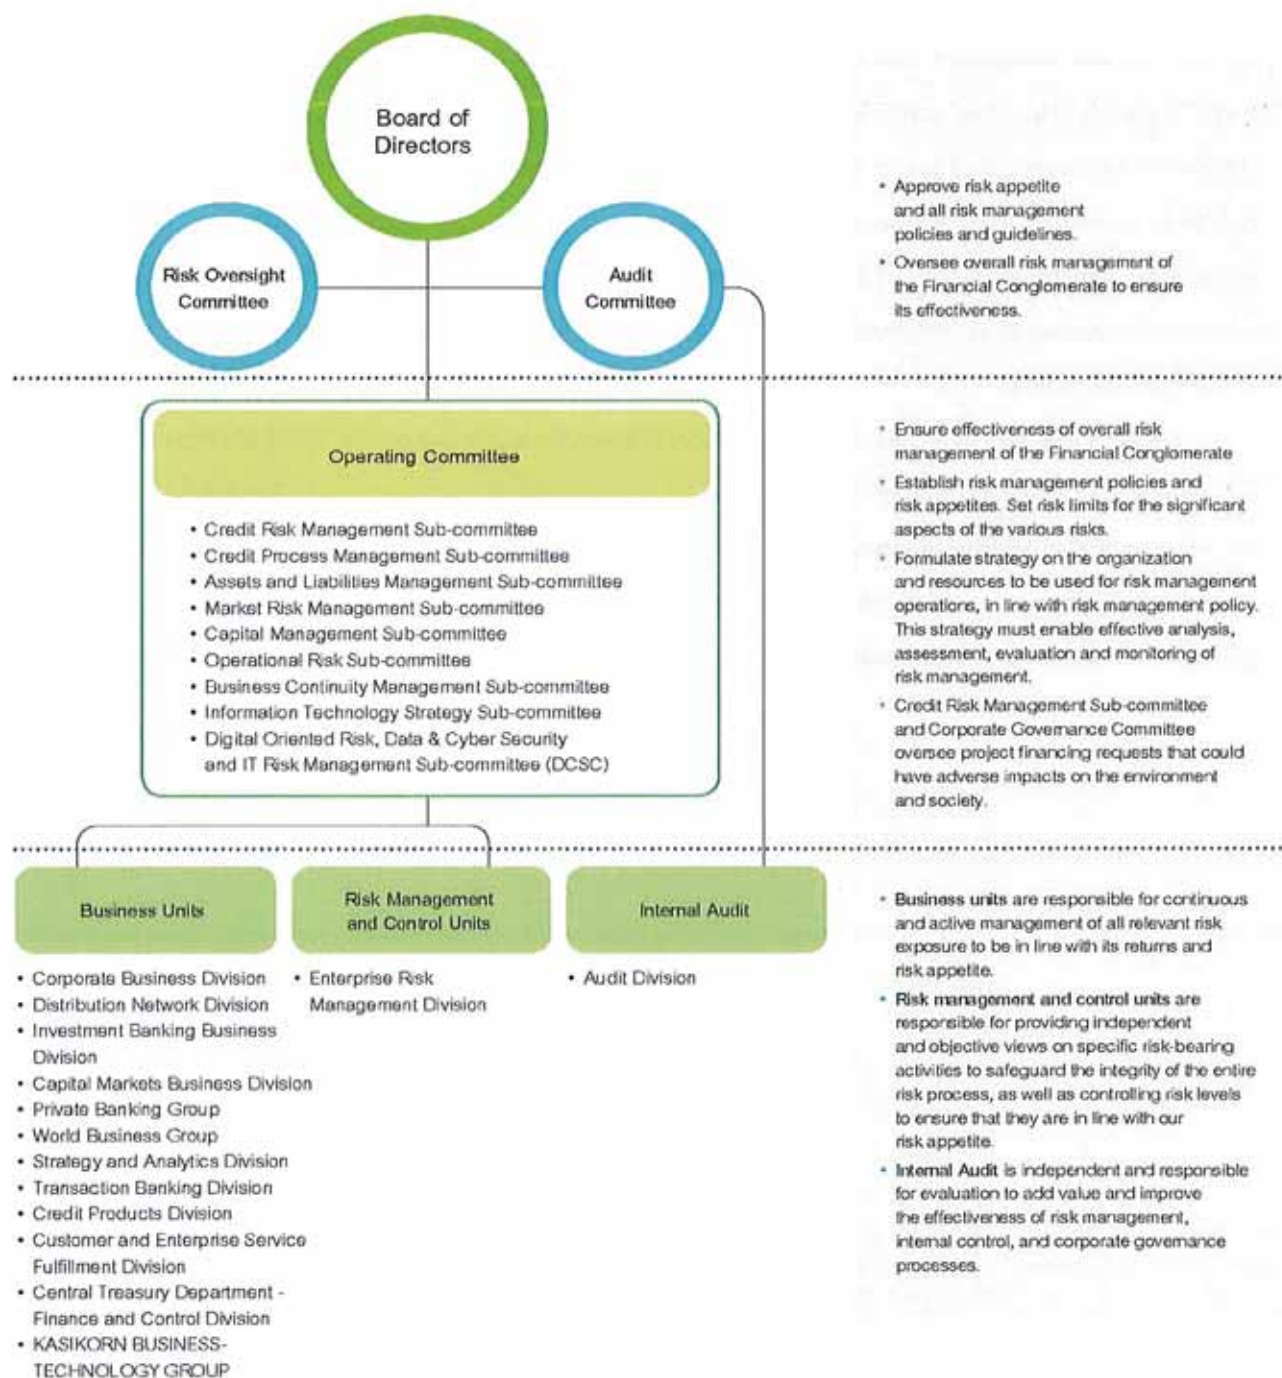 Board of
Directors
Risk Oversight
Committee
Audit
Committee
• Approve risk appetite
and all risk management
policies and guidelines.
• Oversee overall risk management of
the Financial Conglomerate to ensure
its effectiveness.
Operating Committee
• Credit Risk Management Sub-committee
• Credit Process Management Sub-committee
• Assets and Liabilities Management Sub-committee
• Market Risk Management Sub-committee
• Capital Management Sub-committee
• Operational Risk Sub-committee
• Business Continuity Management Sub-committee
• Information Technology Strategy Sub-committee
• Digital Oriented Risk, Data & Cyber Security
and IT Risk Management Sub-committee (DCSC)
• Ensure effectiveness of overall risk
management of the Financial Conglomerate
• Establish risk management policies and
risk appetites. Set risk limits for the significant
aspects of the various risks.
• Formulate strategy on the organization
and resources to be used for risk management
operations, in line with risk management policy.
This strategy must enable effective analysis,
assessment, evaluation and monitoring of
risk management.
• Credit Risk Management Sub-committee
and Corporate Governance Committee
oversee project financing requests that could
have adverse impacts on the environment
and society.
Business Units
• Corporate Business Division
• Distribution Network Division
• Investment Banking Business
Division
• Capital Markets Business Division
• Private Banking Group
• World Business Group
• Strategy and Analytics Division
• Transaction Banking Division
• Credit Products Division
• Customer and Enterprise Service
Fulfillment Division
• Central Treasury Department -
Finance and Control Division
• KASIKORN BUSINESS-
TECHNOLOGY GROUP
Risk Management
and Control Units
• Enterprise Risk
Management Division
Internal Audit
• Audit Division
• Business units are responsible for continuous
and active management of all relevant risk
exposure to be in line with its returns and
risk appetite.
• Risk management and control units are
responsible for providing independent
and objective views on specific risk-bearing
activities to safeguard the integrity of the entire
risk process, as well as controlling risk levels
to ensure that they are in line with our
risk appetite.
• Internal Audit is independent and responsible
for evaluation to add value and improve
the effectiveness of risk management,
internal control, and corporate governance
processes.